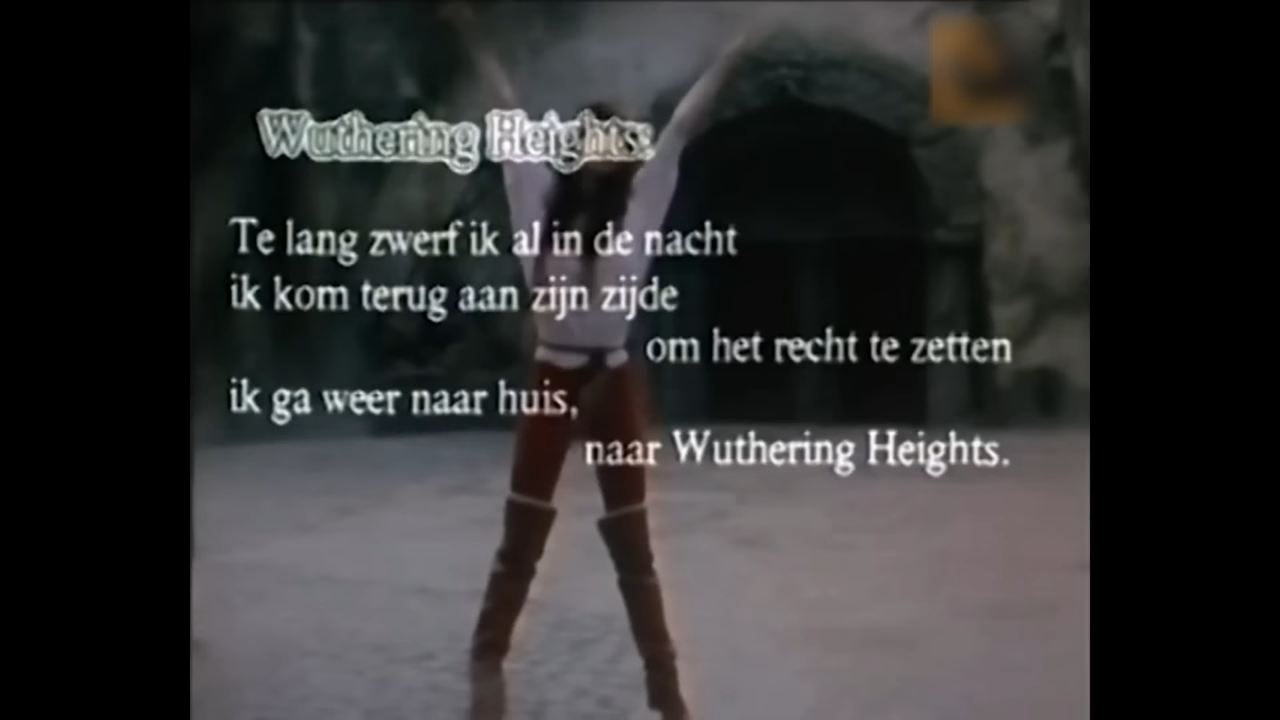 Wuthering Heights:
Te lang zwerf ik al in de nacht
ik kom terug aan zijn zijde
om het recht te zetten
ik ga weer naar huis,
naar Wuthering Heights.